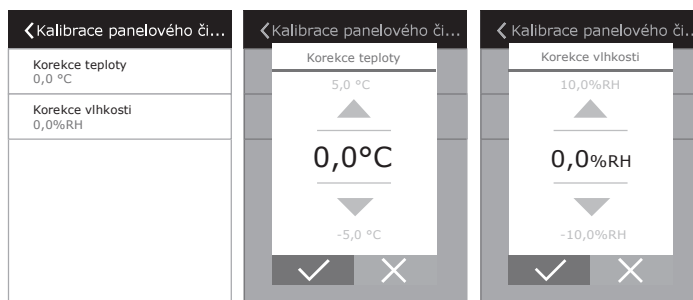 Kalibrace panelového či...
Korekce teploty
0,0 °C
Korekce vlhkosti
0,0%RH
Kalibrace panelového či...
Korekce teploty
5,0 °C
0,0°C
-5,0 °C
Kalibrace panelového či...
Korekce vlhkosti
10,0%RH
0,0%RH
-10,0%RH